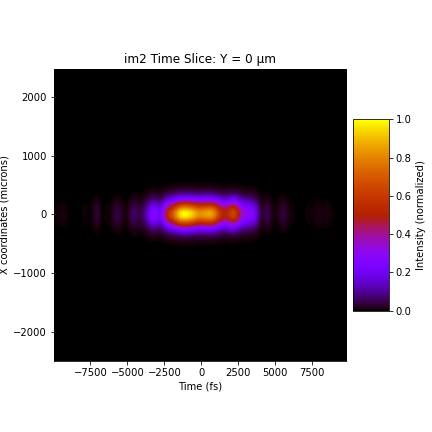 im2 Time Slice: Y = 0 μm
2000
1000
0
−1000
−2000
X coordinates (microns)
−7500 −5000 −2500 0 2500 5000 7500
Time (fs)
1.0
0.8
0.6
0.4
0.2
0.0
Intensity (normalized)